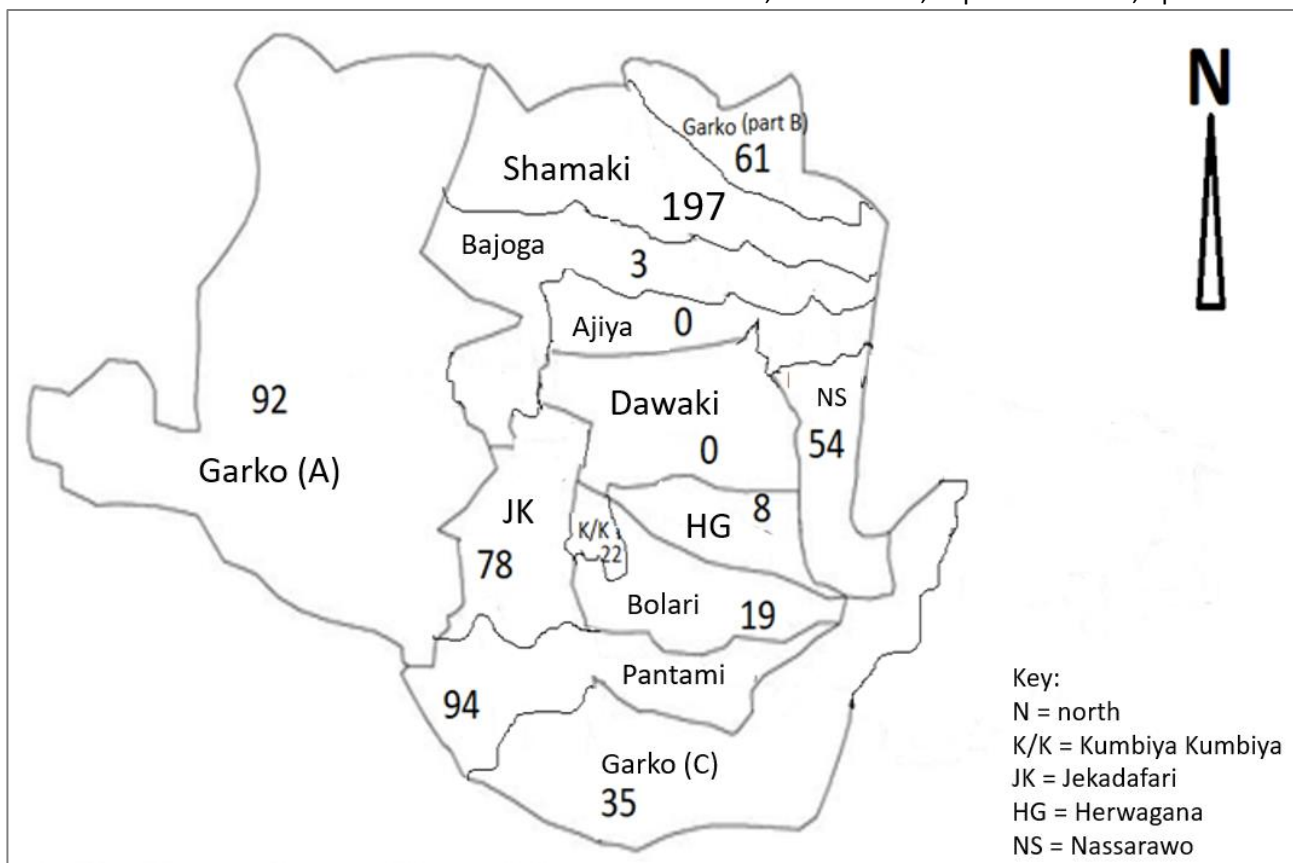 N
Garko (part B)
61
Shamaki
197
Bajoga
3
Ajiya 0
92
Garko (A)
Dawaki
0
NS
54
JK
78
K/K
22
HG 8
Bolari 19
Pantami
94
Garko (C)
35
Key:
N = north
K/K = Kumbiya Kumbiya
JK = Jekadafari
HG = Herwagana
NS = Nassarawo